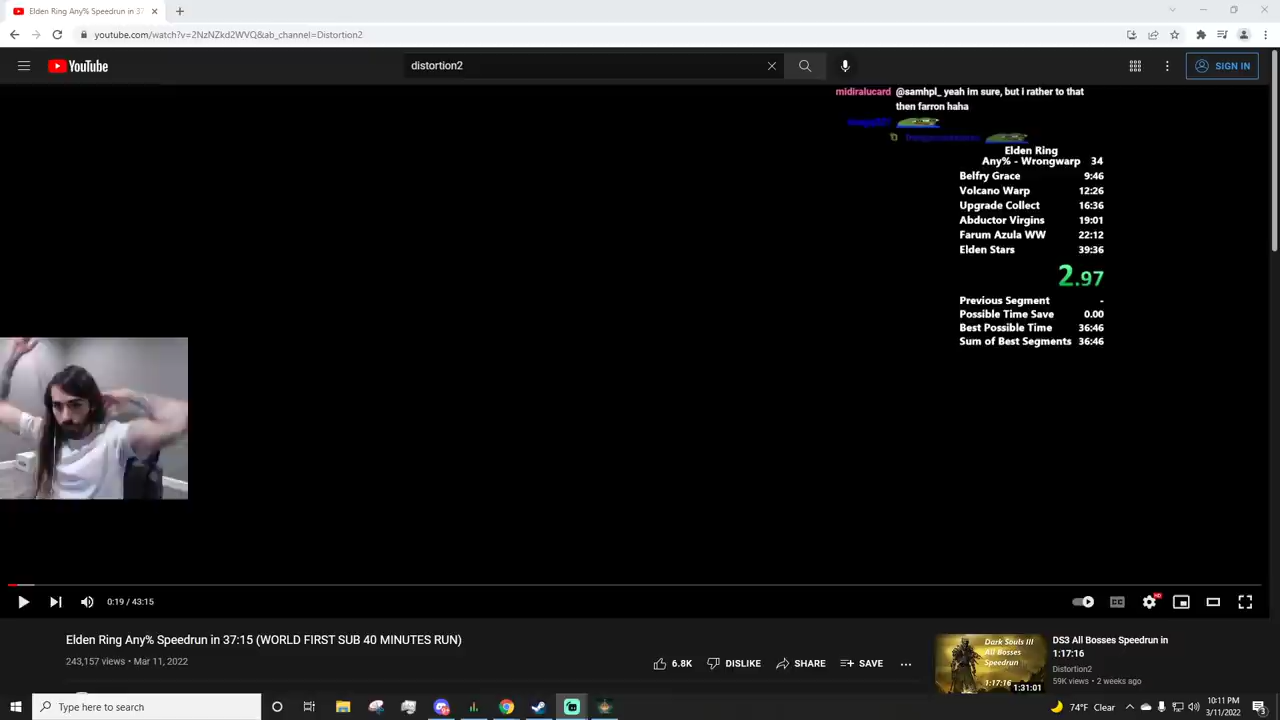 Elden Ring Any% Speedrun in 37
youtube.com/watch?v=2NzNZkd2WVQ&ab_channel=Distortion2
YouTube
distortion2
SIGN IN
midiralucard @samhpl_ yeah im sure, but i rather to that
then farron haha
Elden Ring
Any% - Wrongwarp 34
Belfry Grace 9:46
Volcano Warp 12:26
Upgrade Collect 16:36
Abductor Virgins 19:01
Farum Azula WW 22:12
Elden Stars 39:36
2.97
Previous Segment -
Possible Time Save 0.00
Best Possible Time 36:46
Sum of Best Segments 36:46
0:19 / 43:15
CC
HD
Elden Ring Any% Speedrun in 37:15 (WORLD FIRST SUB 40 MINUTES RUN)
243,157 views • Mar 11, 2022
6.8K
DISLIKE
SHARE
SAVE
Dark Souls III
All Bosses
Speedrun
1:17:16
1:31:01
DS3 All Bosses Speedrun in
1:17:16
Distortion2
59K views • 2 weeks ago
Type here to search
74°F Clear
10:11 PM
3/11/2022